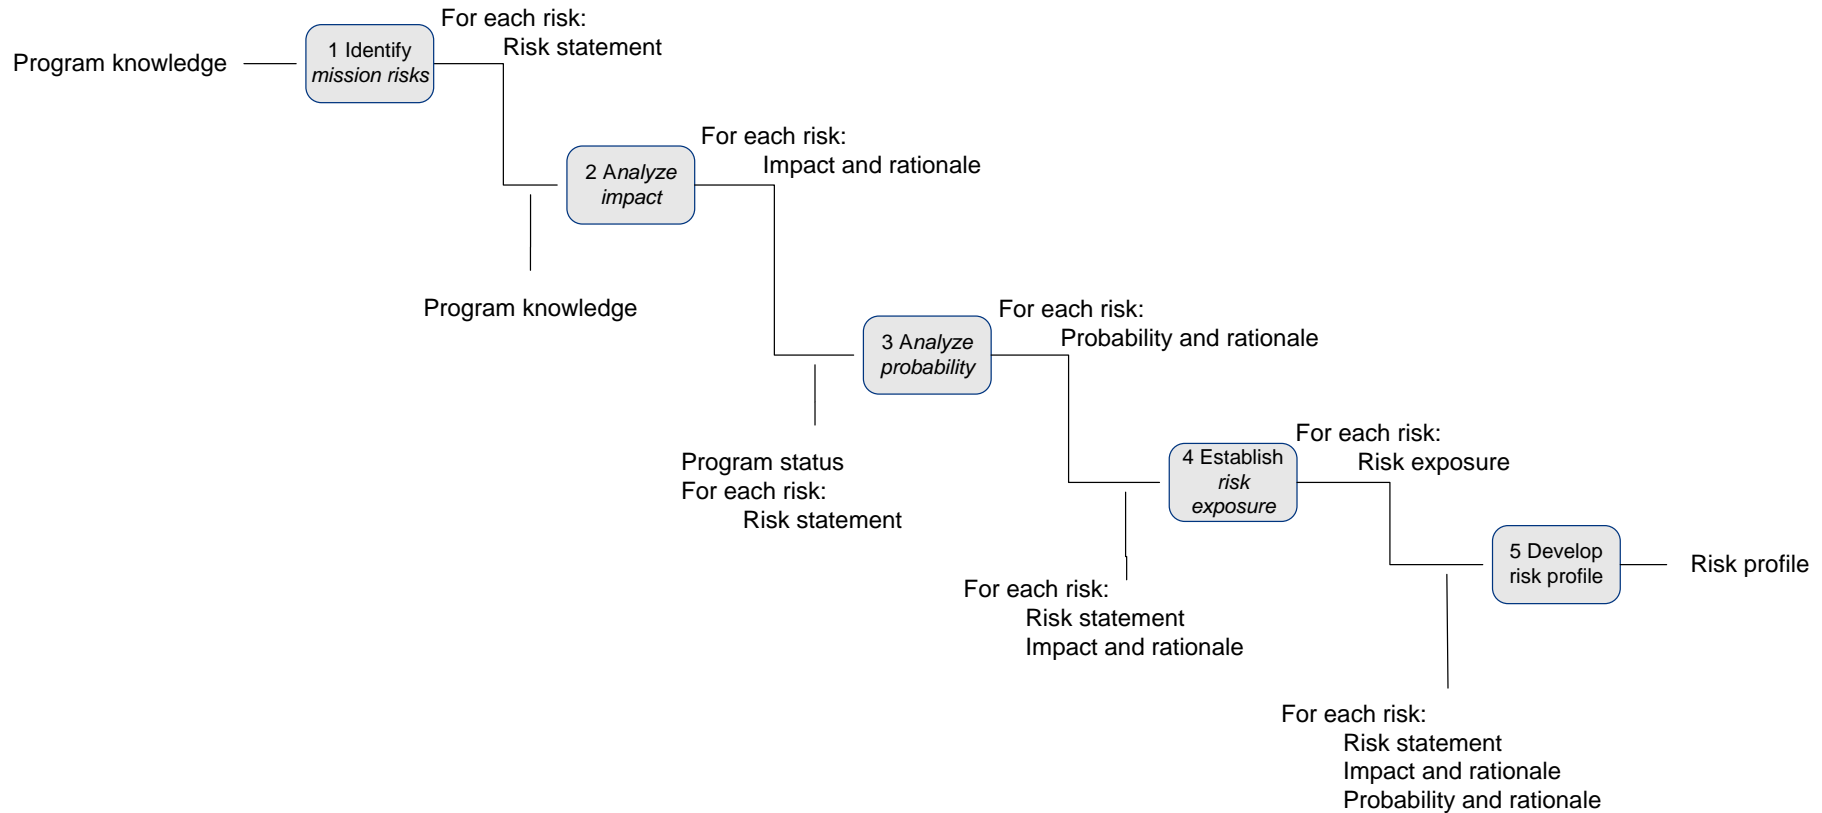 For each risk:
Risk statement
Program knowledge
1 Identify
mission risks
For each risk:
Impact and rationale
2 Analyze
impact
Program knowledge
For each risk:
Probability and rationale
3 Analyze
probability
Program status
For each risk:
Risk statement
For each risk:
Risk exposure
4 Establish
risk
exposure
For each risk:
Risk statement
Impact and rationale
5 Develop
risk profile
Risk profile
For each risk:
Risk statement
Impact and rationale
Probability and rationale